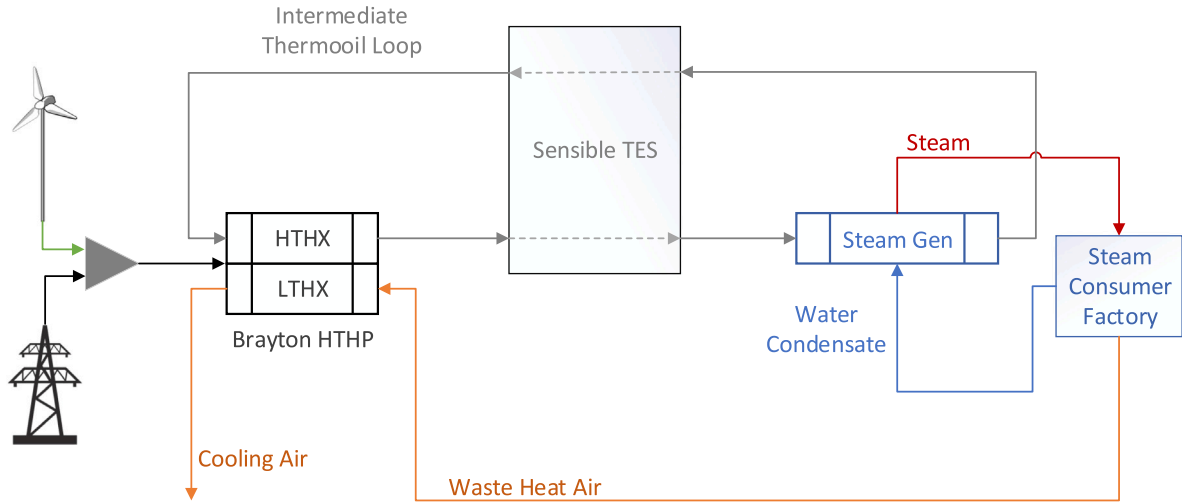 Intermediate
Thermooil Loop
Sensible TES
Steam
HTHX
LTHX
Brayton HTHP
Steam Gen
Steam
Consumer
Factory
Water
Condensate
Cooling Air
Waste Heat Air